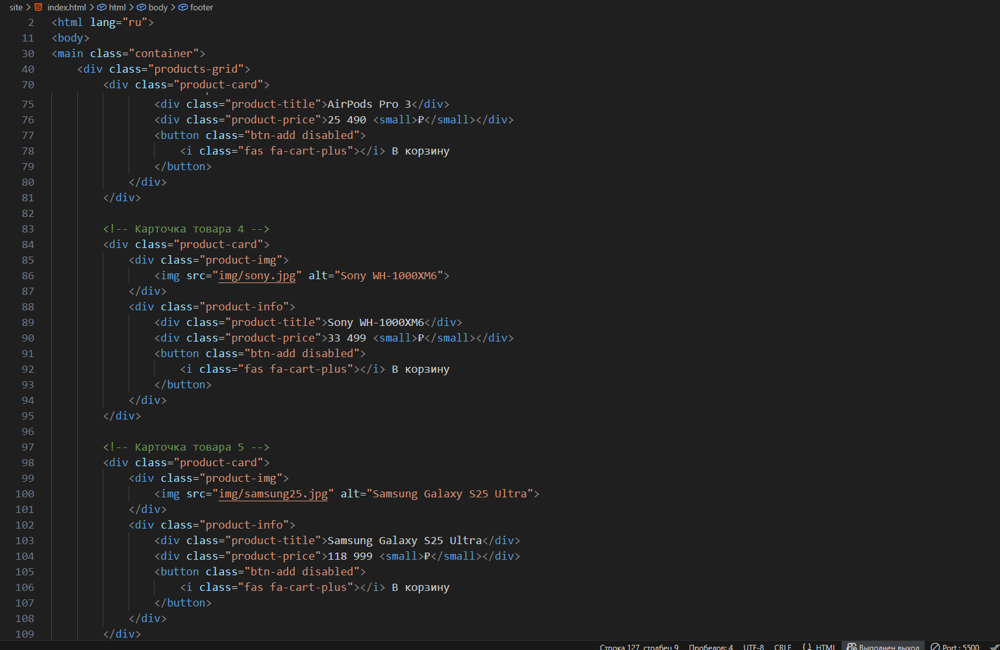 site > index.html > html > body > footer
2 <html lang="ru">
11 <body>
30 <main class="container">
40 <div class="products-grid">
70 <div class="product-card">
75 <div class="product-title">AirPods Pro 3</div>
76 <div class="product-price">25 490 <small>₽</small></div>
77 <button class="btn-add disabled">
78 <i class="fas fa-cart-plus"></i> В корзину
79 </button>
80 </div>
81 </div>
82
83 <!-- Карточка товара 4 -->
84 <div class="product-card">
85 <div class="product-img">
86 <img src="img/sony.jpg" alt="Sony WH-1000XM6">
87 </div>
88 <div class="product-info">
89 <div class="product-title">Sony WH-1000XM6</div>
90 <div class="product-price">33 499 <small>₽</small></div>
91 <button class="btn-add disabled">
92 <i class="fas fa-cart-plus"></i> В корзину
93 </button>
94 </div>
95 </div>
96
97 <!-- Карточка товара 5 -->
98 <div class="product-card">
99 <div class="product-img">
100 <img src="img/samsung25.jpg" alt="Samsung Galaxy S25 Ultra">
101 </div>
102 <div class="product-info">
103 <div class="product-title">Samsung Galaxy S25 Ultra</div>
104 <div class="product-price">118 999 <small>₽</small></div>
105 <button class="btn-add disabled">
106 <i class="fas fa-cart-plus"></i> В корзину
107 </button>
108 </div>
109 </div>
Строка 127, столбец 9 Пробелов: 4 UTF-8 CRLF { } HTML Выполнен выход Port : 5500